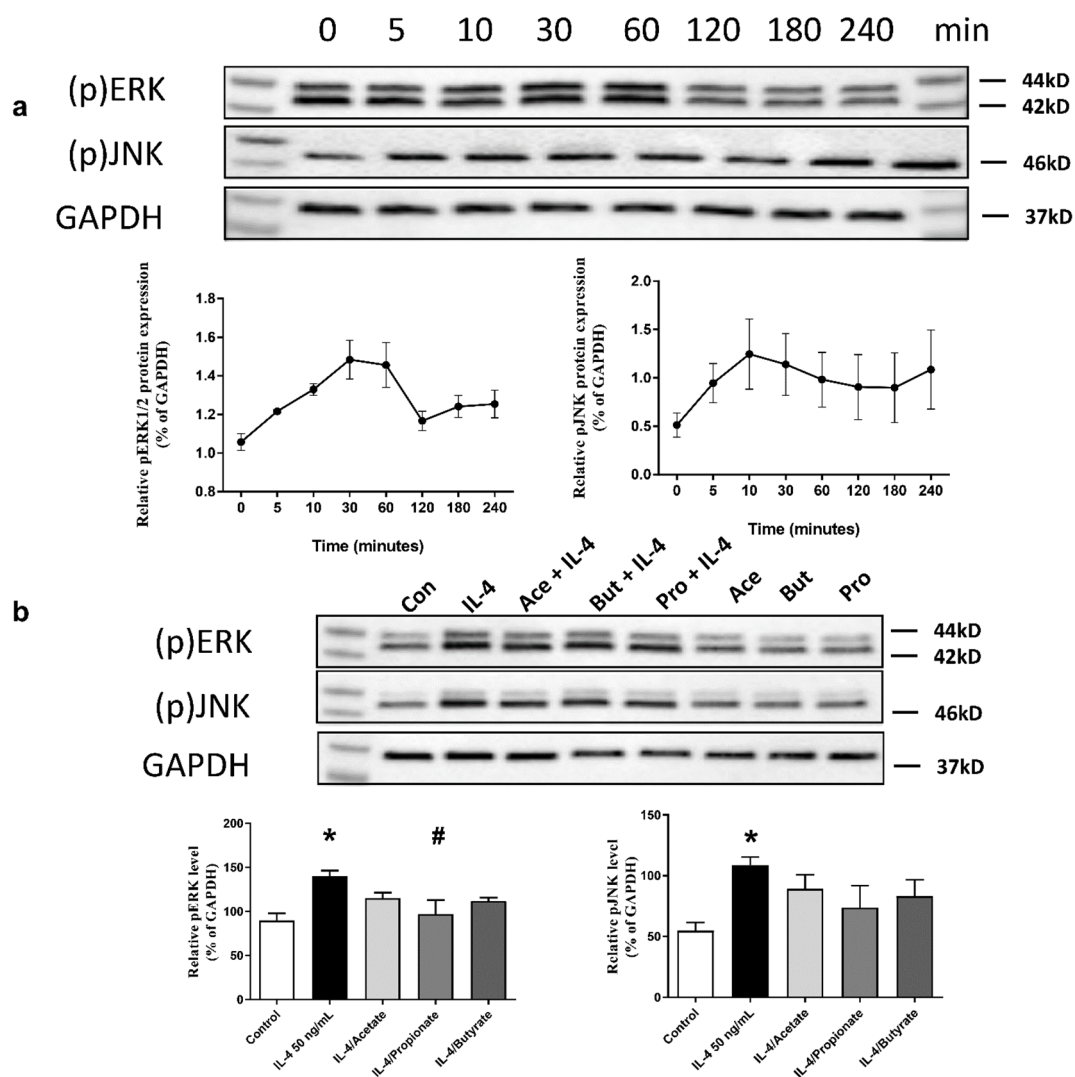 0 5 10 30 60 120 180 240 min
a
(p)ERK
44kD
42kD
(p)JNK
46kD
GAPDH
37kD
Relative pERK1/2 protein expression
(% of GAPDH)
1.8
1.6
1.4
1.2
1.0
0.8
0 5 10 30 60 120 180 240
Time (minutes)
Relative pJNK protein expression
(% of GAPDH)
2.0
1.5
1.0
0.5
0.0
0 5 10 30 60 120 180 240
Time (minutes)
b
Con
IL-4
Ace + IL-4
But + IL-4
Pro + IL-4
Ace
But
Pro
(p)ERK
44kD
42kD
(p)JNK
46kD
GAPDH
37kD
Relative pERK level
(% of GAPDH)
200
150
100
50
0
*
#
Control
IL-4 50 ng/mL
IL-4/Acetate
IL-4/Propionate
IL-4/Butyrate
Relative pJNK level
(% of GAPDH)
150
100
50
0
*
Control
IL-4 50 ng/mL
IL-4/Acetate
IL-4/Propionate
IL-4/Butyrate